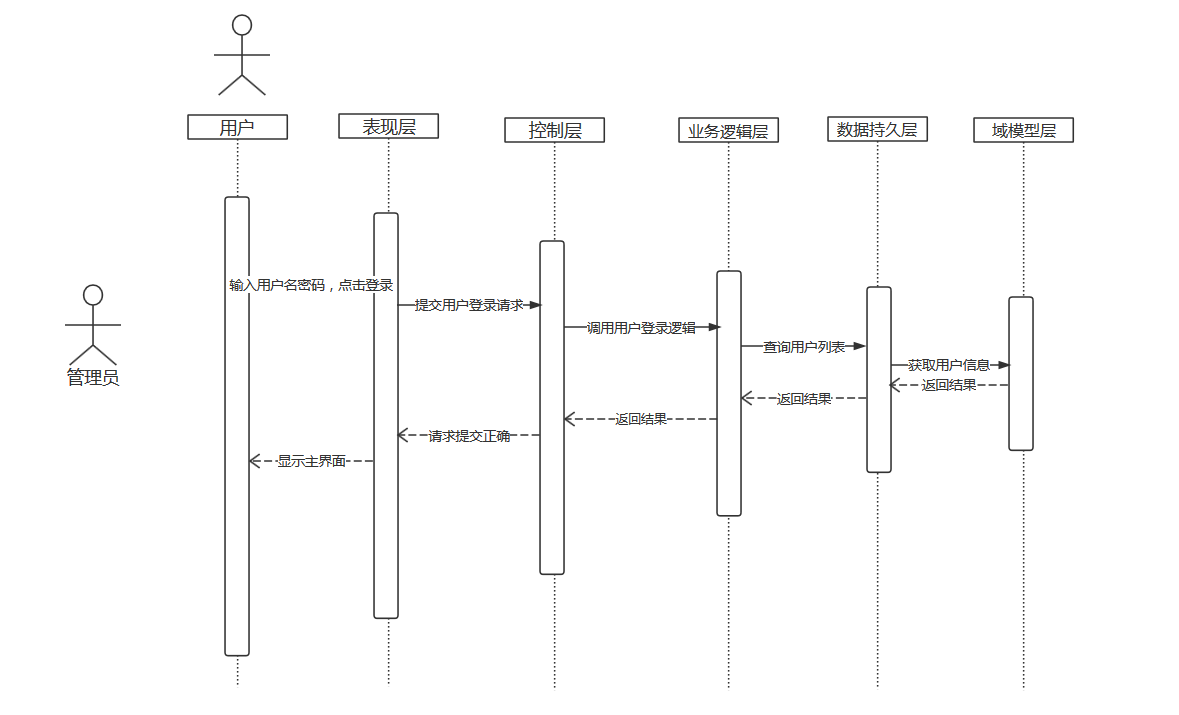 用户
表现层
控制层
业务逻辑层
数据持久层
域模型层
输入用户名密码，点击登录
提交用户登录请求
调用用户登录逻辑
查询用户列表
获取用户信息
返回结果
返回结果
返回结果
请求提交正确
显示主界面
管理员